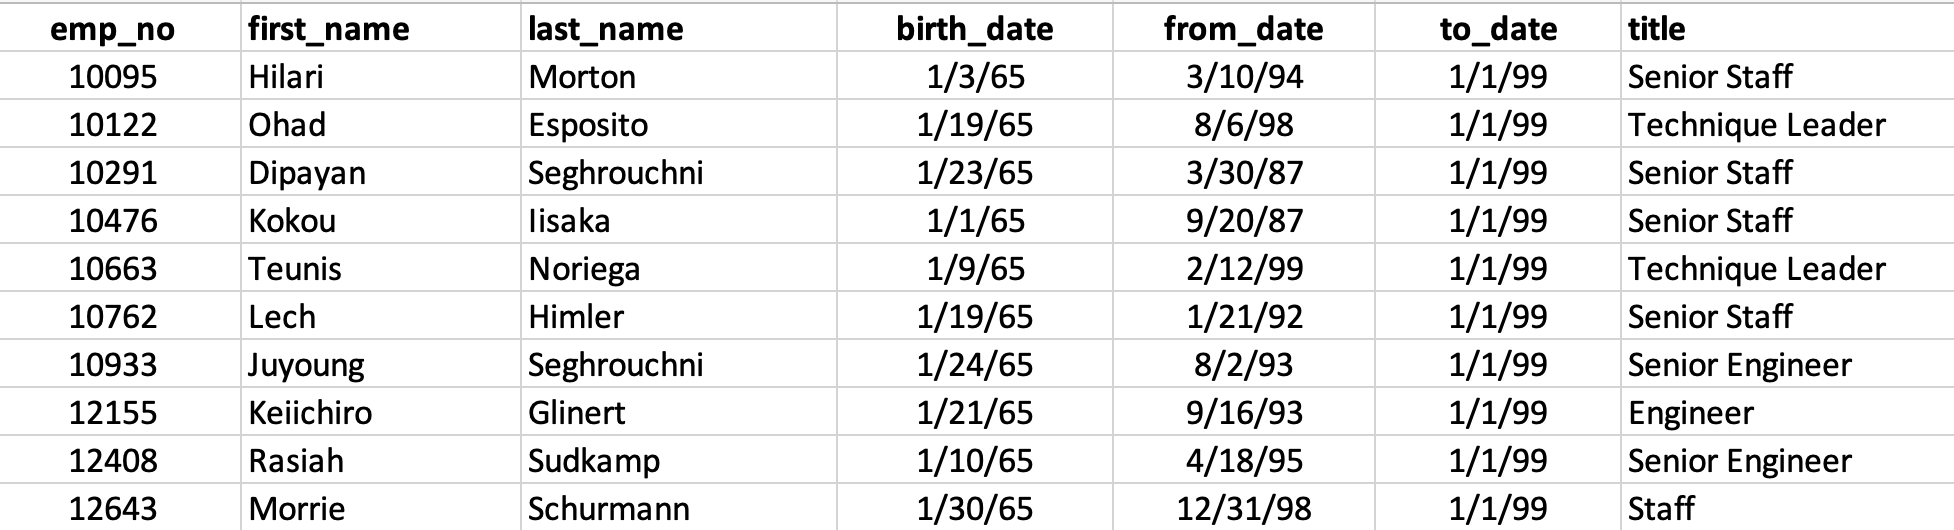 emp_no first_name last_name birth_date from_date to_date title
10095 Hilari Morton 1/3/65 3/10/94 1/1/99 Senior Staff
10122 Ohad Esposito 1/19/65 8/6/98 1/1/99 Technique Leader
10291 Dipayan Seghrouchni 1/23/65 3/30/87 1/1/99 Senior Staff
10476 Kokou Iisaka 1/1/65 9/20/87 1/1/99 Senior Staff
10663 Teunis Noriega 1/9/65 2/12/99 1/1/99 Technique Leader
10762 Lech Himler 1/19/65 1/21/92 1/1/99 Senior Staff
10933 Juyoung Seghrouchni 1/24/65 8/2/93 1/1/99 Senior Engineer
12155 Keiichiro Glinert 1/21/65 9/16/93 1/1/99 Engineer
12408 Rasiah Sudkamp 1/10/65 4/18/95 1/1/99 Senior Engineer
12643 Morrie Schurmann 1/30/65 12/31/98 1/1/99 Staff